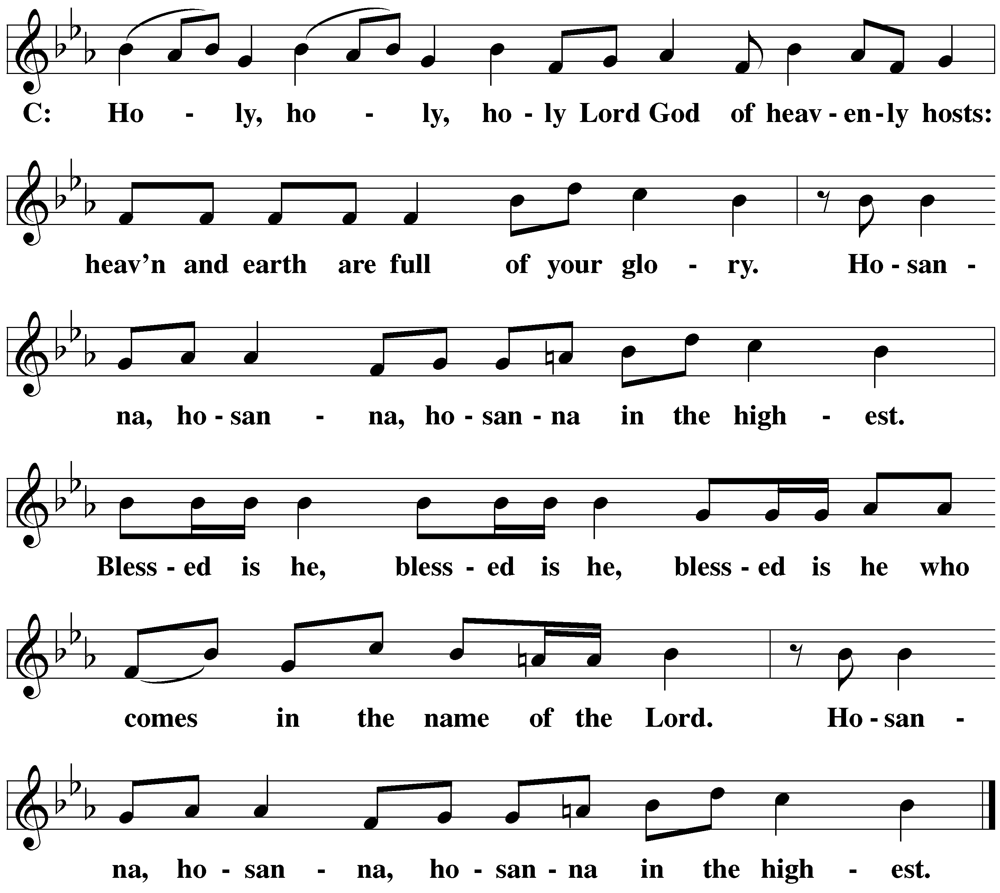 C: Ho - ly, ho - ly, ho - ly Lord God of heav - en - ly hosts:
heav’n and earth are full of your glo - ry. Ho - san -
na, ho - san - na, ho - san - na in the high - est.
Bless - ed is he, bless - ed is he, bless - ed is he who
comes in the name of the Lord. Ho - san -
na, ho - san - na, ho - san - na in the high - est.